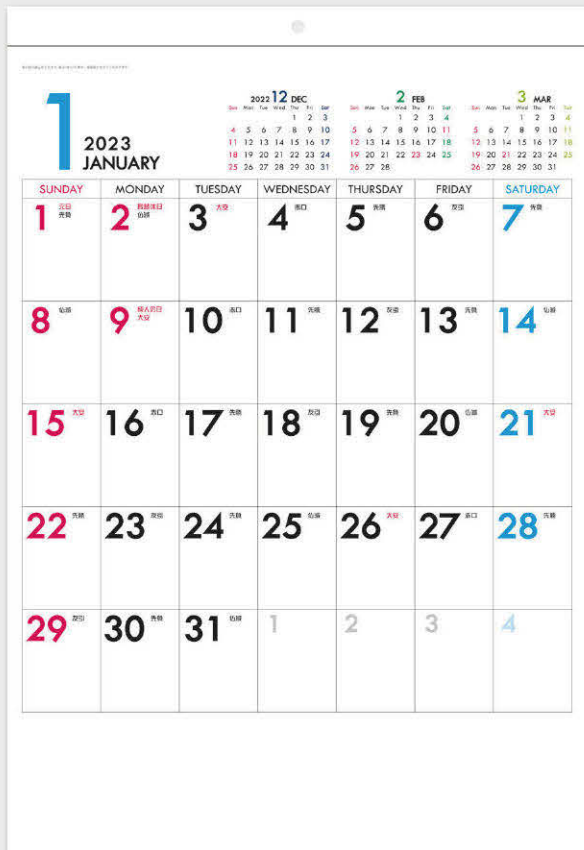 2022 12 DEC
Sun Mon Tue Wed Thu Fri Sat
1 2 3
4 5 6 7 8 9 10
11 12 13 14 15 16 17
18 19 20 21 22 23 24
25 26 27 28 29 30 31
2 FEB
Sun Mon Tue Wed Thu Fri Sat
1 2 3 4
5 6 7 8 9 10 11
12 13 14 15 16 17 18
19 20 21 22 23 24 25
26 27 28
3 MAR
Sun Mon Tue Wed Thu Fri Sat
1 2 3 4
5 6 7 8 9 10 11
12 13 14 15 16 17 18
19 20 21 22 23 24 25
26 27 28 29 30 31
1 2023
JANUARY
SUNDAY MONDAY TUESDAY WEDNESDAY THURSDAY FRIDAY SATURDAY
1 元日 2 振替休日 3 大安 4 赤口 5 先勝 6 友引 7 先負
先負 仏滅
8 仏滅 9 成人の日 10 赤口 11 先勝 12 友引 13 先負 14 仏滅
大安
15 大安 16 赤口 17 先勝 18 友引 19 先負 20 仏滅 21 大安
22 先勝 23 友引 24 先負 25 仏滅 26 大安 27 赤口 28 先勝
29 友引 30 先負 31 仏滅 1 2 3 4